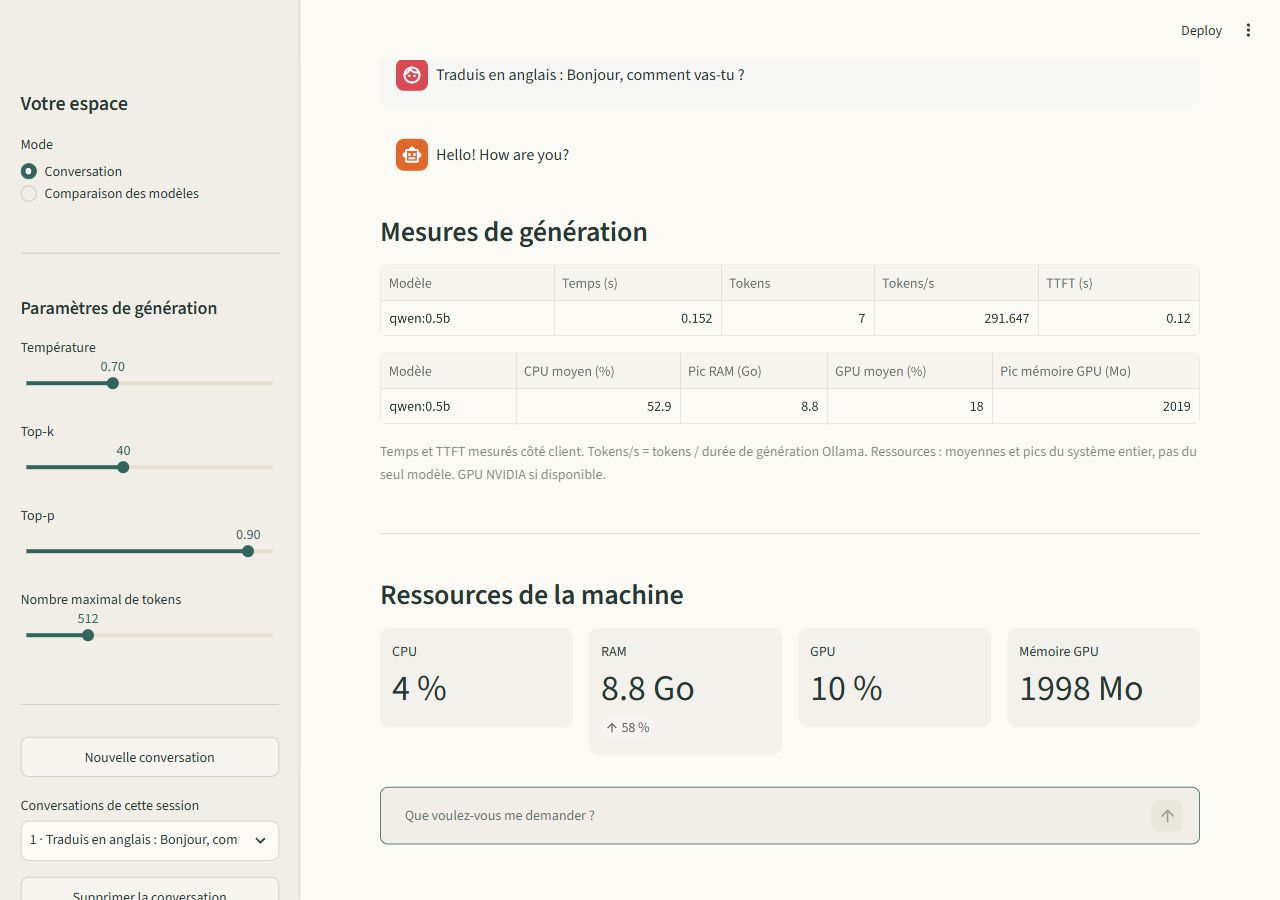 Deploy
Votre espace
Mode
Conversation
Comparaison des modèles
Paramètres de génération
Température
0.70
Top-k
40
Top-p
0.90
Nombre maximal de tokens
512
Nouvelle conversation
Conversations de cette session
1 · Traduis en anglais : Bonjour, com
Supprimer la conversation
Traduis en anglais : Bonjour, comment vas-tu ?
Hello! How are you?
Mesures de génération
Modèle Temps (s) Tokens Tokens/s TTFT (s)
qwen:0.5b 0.152 7 291.647 0.12
Modèle CPU moyen (%) Pic RAM (Go) GPU moyen (%) Pic mémoire GPU (Mo)
qwen:0.5b 52.9 8.8 18 2019
Temps et TTFT mesurés côté client. Tokens/s = tokens / durée de génération Ollama. Ressources : moyennes et pics du système entier, pas du
seul modèle. GPU NVIDIA si disponible.
Ressources de la machine
CPU
4 %
RAM
8.8 Go
↑ 58 %
GPU
10 %
Mémoire GPU
1998 Mo
Que voulez-vous me demander ?